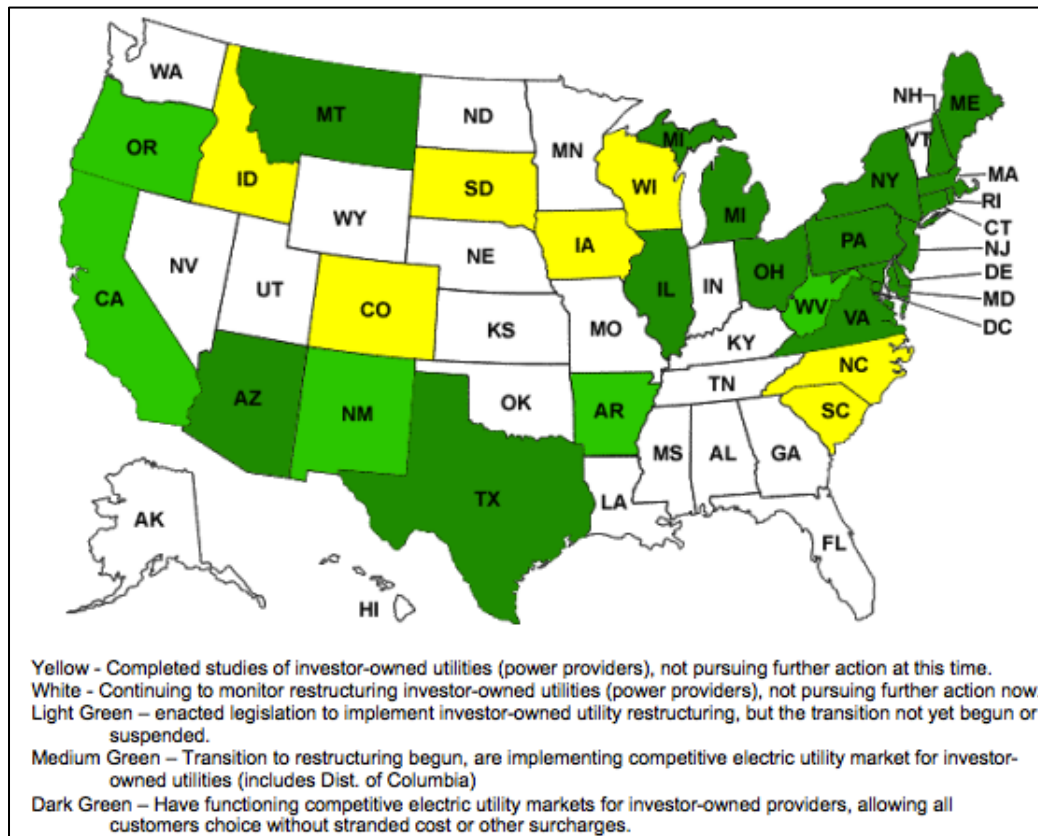 WA
MT
ND
MN
OR
ID
SD
WI
MI
MI
NH
VT
ME
MA
RI
CT
NJ
DE
MD
DC
NY
PA
WY
IA
NE
NV
UT
CA
CO
KS
MO
IL
IN
OH
WV
VA
KY
NC
TN
SC
AZ
NM
OK
AR
MS
AL
GA
TX
LA
FL
AK
HI
Yellow - Completed studies of investor-owned utilities (power providers), not pursuing further action at this time.
White - Continuing to monitor restructuring investor-owned utilities (power providers), not pursuing further action now.
Light Green – enacted legislation to implement investor-owned utility restructuring, but the transition not yet begun or
suspended.
Medium Green – Transition to restructuring begun, are implementing competitive electric utility market for investor-
owned utilities (includes Dist. of Columbia)
Dark Green – Have functioning competitive electric utility markets for investor-owned providers, allowing all
customers choice without stranded cost or other surcharges.